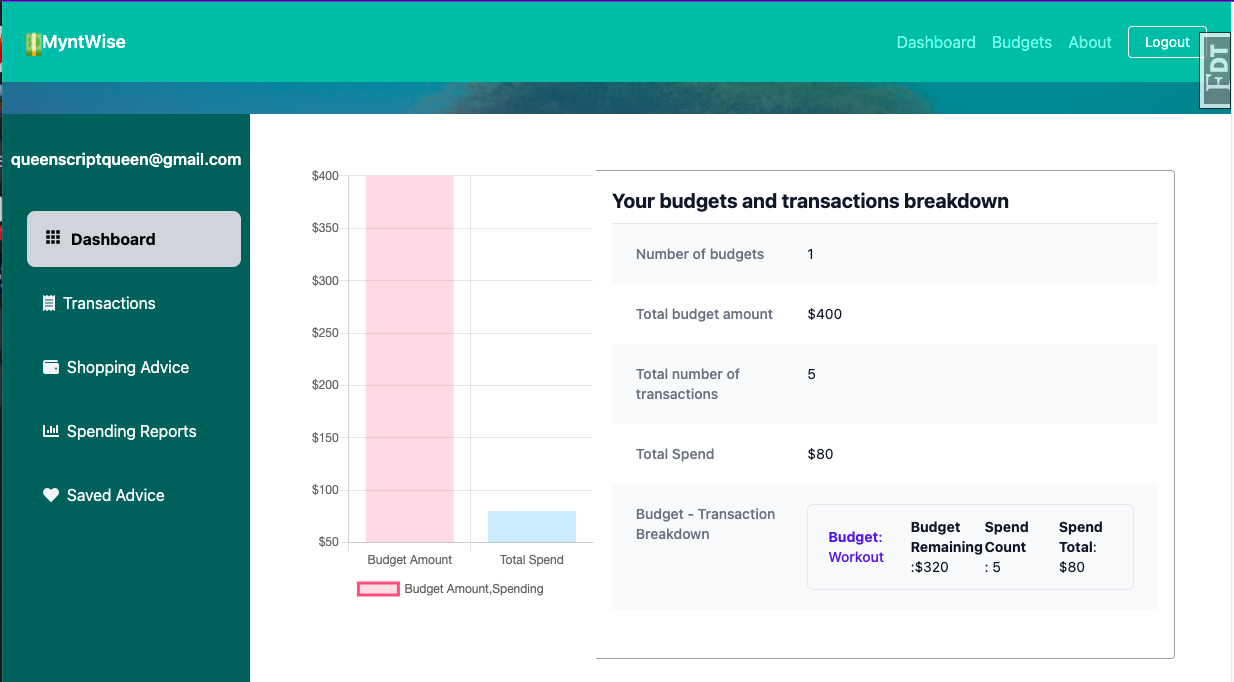 MyntWise
Dashboard Budgets About Logout
FDT
queenscriptqueen@gmail.com
Dashboard
Transactions
Shopping Advice
Spending Reports
Saved Advice
$400
$350
$300
$250
$200
$150
$100
$50
Budget Amount Total Spend
Budget Amount,Spending
Your budgets and transactions breakdown
Number of budgets 1
Total budget amount $400
Total number of 5
transactions
Total Spend $80
Budget - Transaction
Breakdown
Budget:
Workout
Budget
Remaining
:$320
Spend
Count
: 5
Spend
Total:
$80